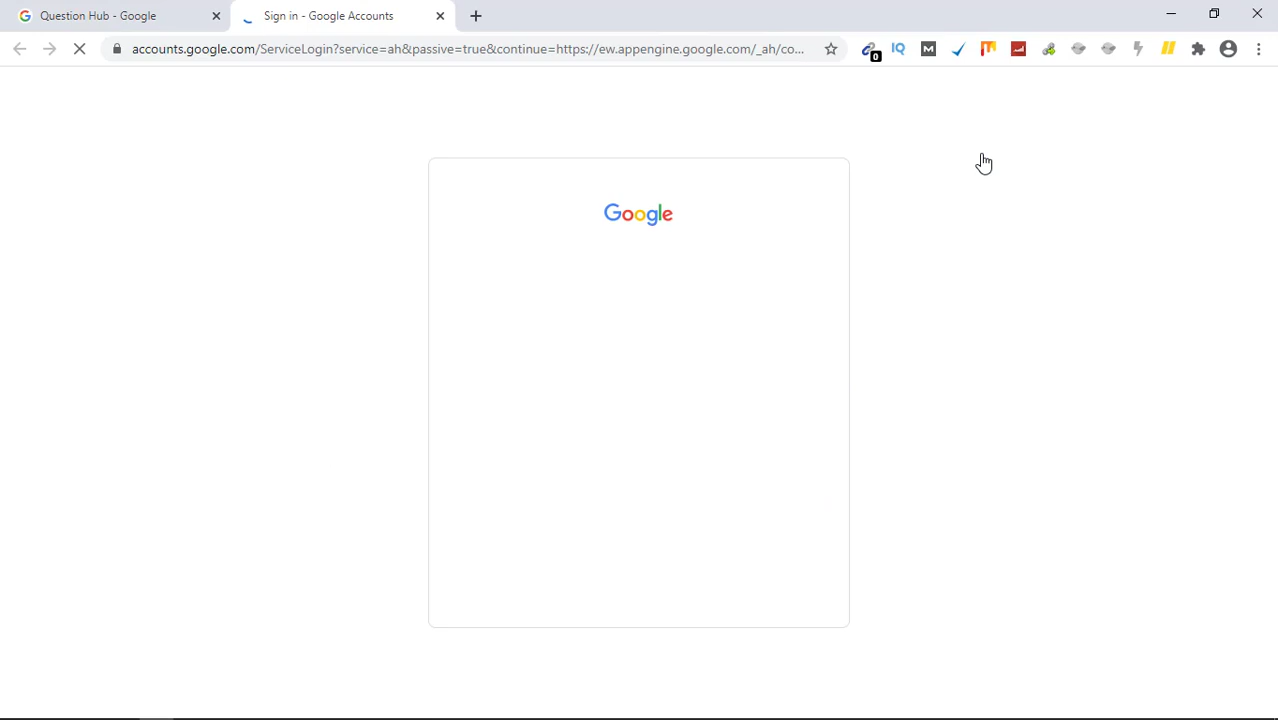 Question Hub - Google
Sign in - Google Accounts
accounts.google.com/ServiceLogin?service=ah&passive=true&continue=https://ew.appengine.google.com/_ah/co...
0
IQ
M
Google